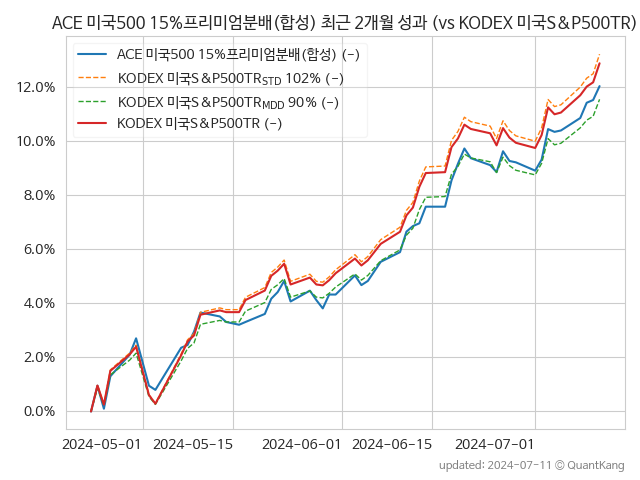 ACE 미국500 15%프리미엄분배(합성) 최근 2개월 성과 (vs KODEX 미국S&P500TR)
ACE 미국500 15%프리미엄분배(합성) (-)
KODEX 미국S&P500TR STD 102% (-)
KODEX 미국S&P500TR MDD 90% (-)
KODEX 미국S&P500TR (-)
12.0%
10.0%
8.0%
6.0%
4.0%
2.0%
0.0%
2024-05-01 2024-05-15 2024-06-01 2024-06-15 2024-07-01
updated: 2024-07-11 © QuantKang